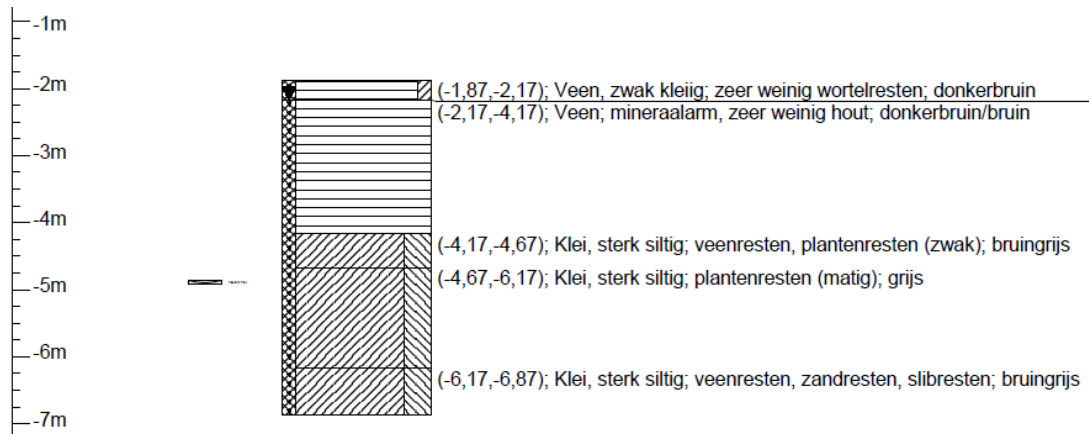 -1m
-2m
(-1,87,-2,17); Veen, zwak kleiig; zeer weinig wortelresten; donkerbruin
(-2,17,-4,17); Veen; mineraalarm, zeer weinig hout; donkerbruin/bruin
-3m
-4m
(-4,17,-4,67); Klei, sterk siltig; veenresten, plantenresten (zwak); bruingrijs
(-4,67,-6,17); Klei, sterk siltig; plantenresten (matig); grijs
-5m
-6m
(-6,17,-6,87); Klei, sterk siltig; veenresten, zandresten, slibresten; bruingrijs
-7m